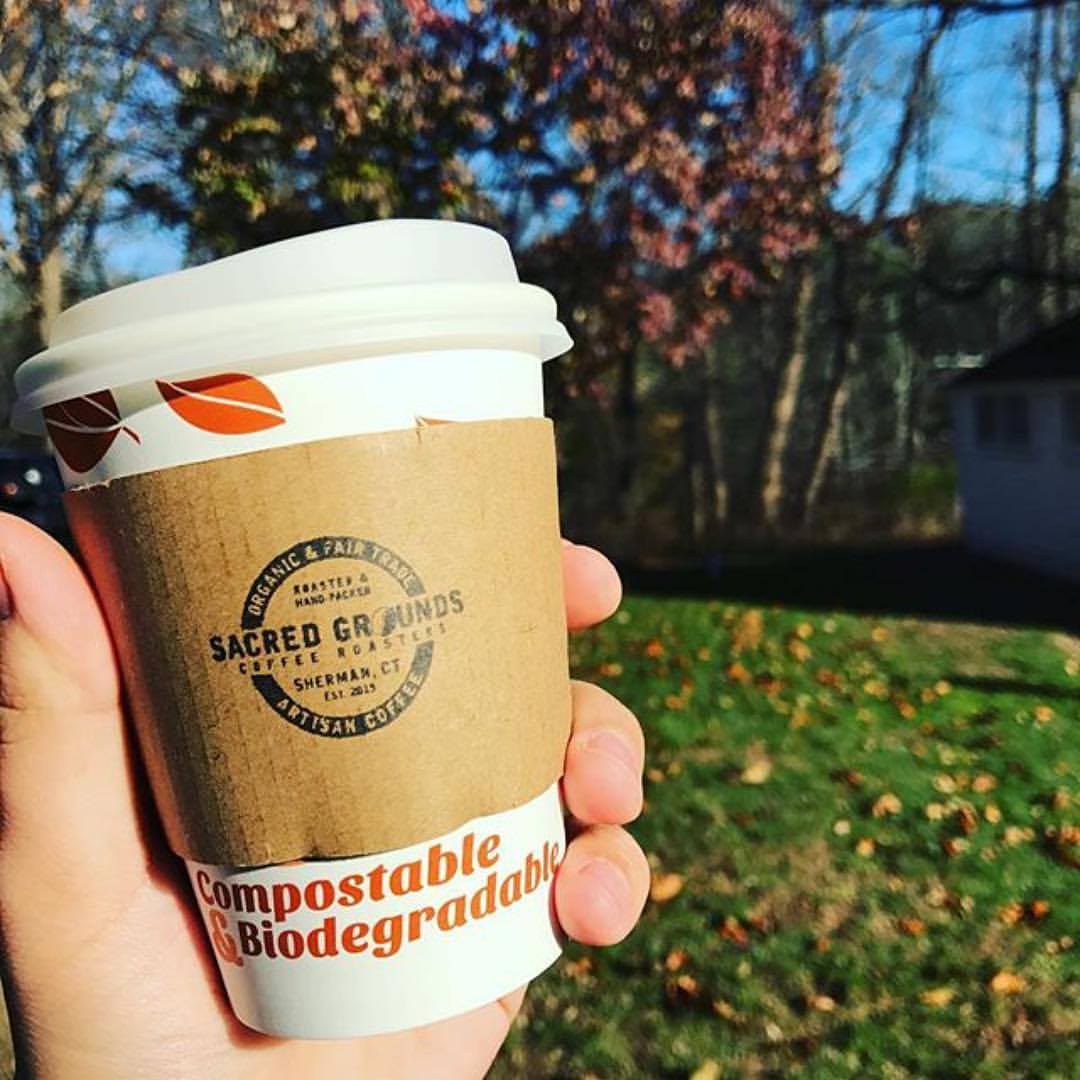 ORGANIC & FAIR TRADE
ROASTED &
HAND-PACKED
SACRED GROUNDS
COFFEE ROASTERS
SHERMAN, CT
EST. 2015
ARTISAN COFFEE
Compostable
& Biodegradable